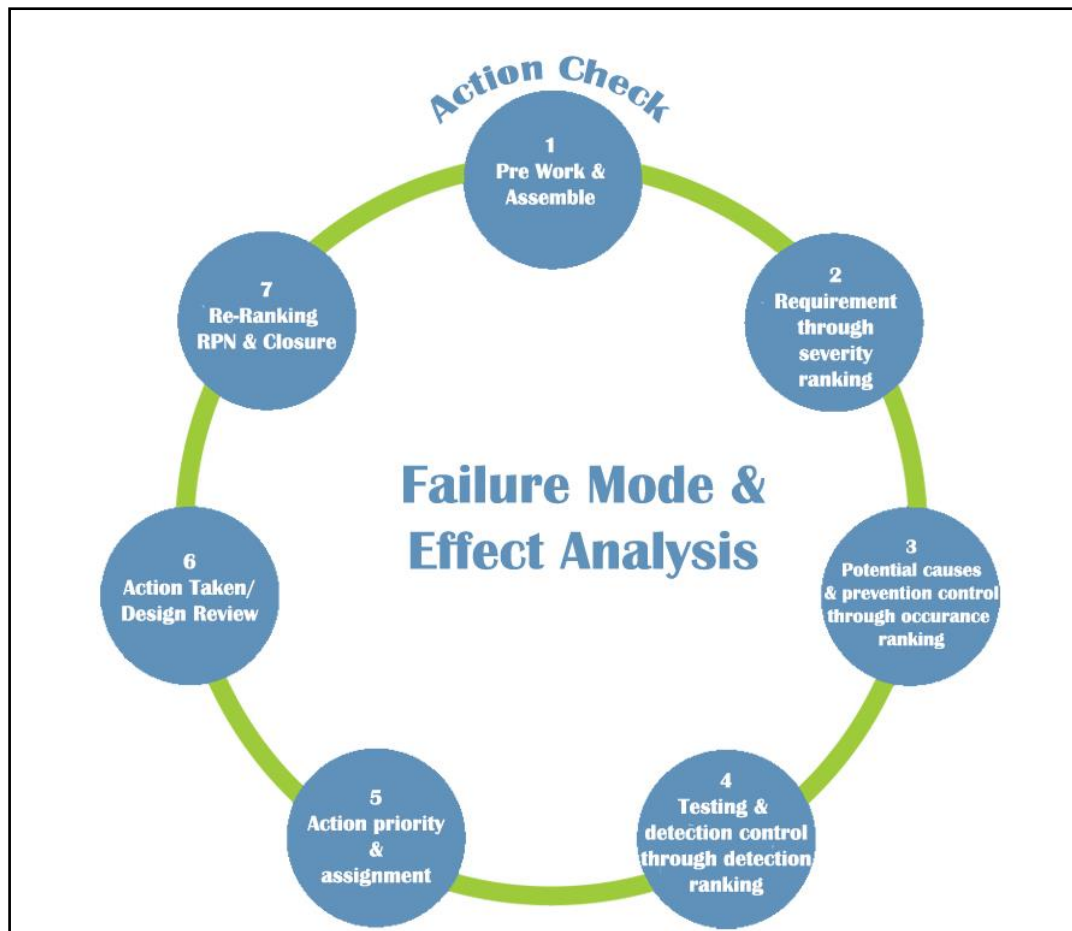 Action Check
1
Pre Work &
Assemble
2
Requirement
through
severity
ranking
3
Potential causes
& prevention control
through occurance
ranking
4
Testing &
detection control
through detection
ranking
5
Action priority
&
assignment
6
Action Taken/
Design Review
7
Re-Ranking
RPN & Closure
Failure Mode &
Effect Analysis